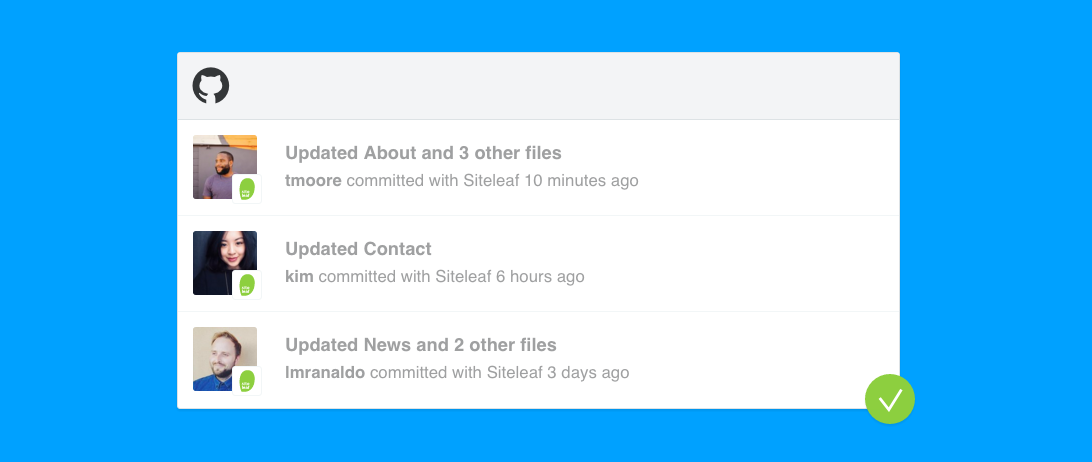 Updated About and 3 other files
tmoore committed with Siteleaf 10 minutes ago
Updated Contact
kim committed with Siteleaf 6 hours ago
Updated News and 2 other files
lmranaldo committed with Siteleaf 3 days ago